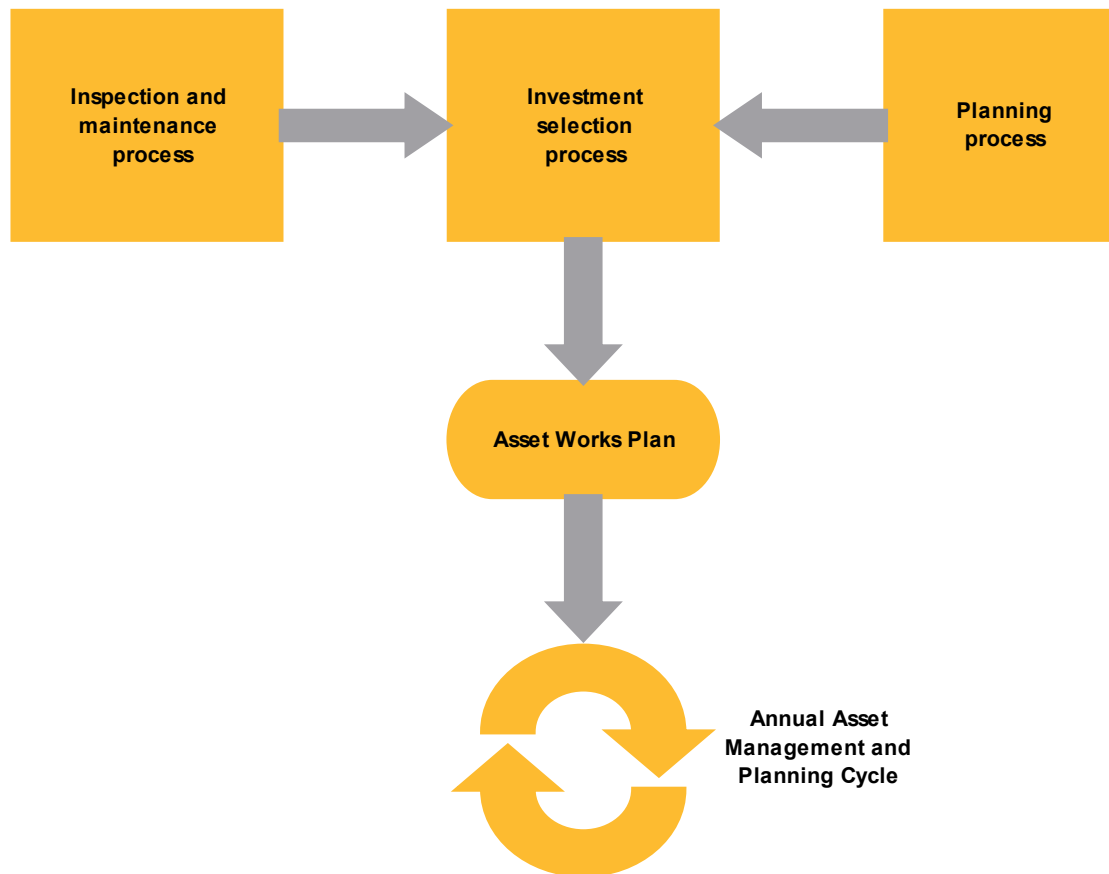 Inspection and
maintenance
process
Investment
selection
process
Planning
process
Asset Works Plan
Annual Asset
Management and
Planning Cycle